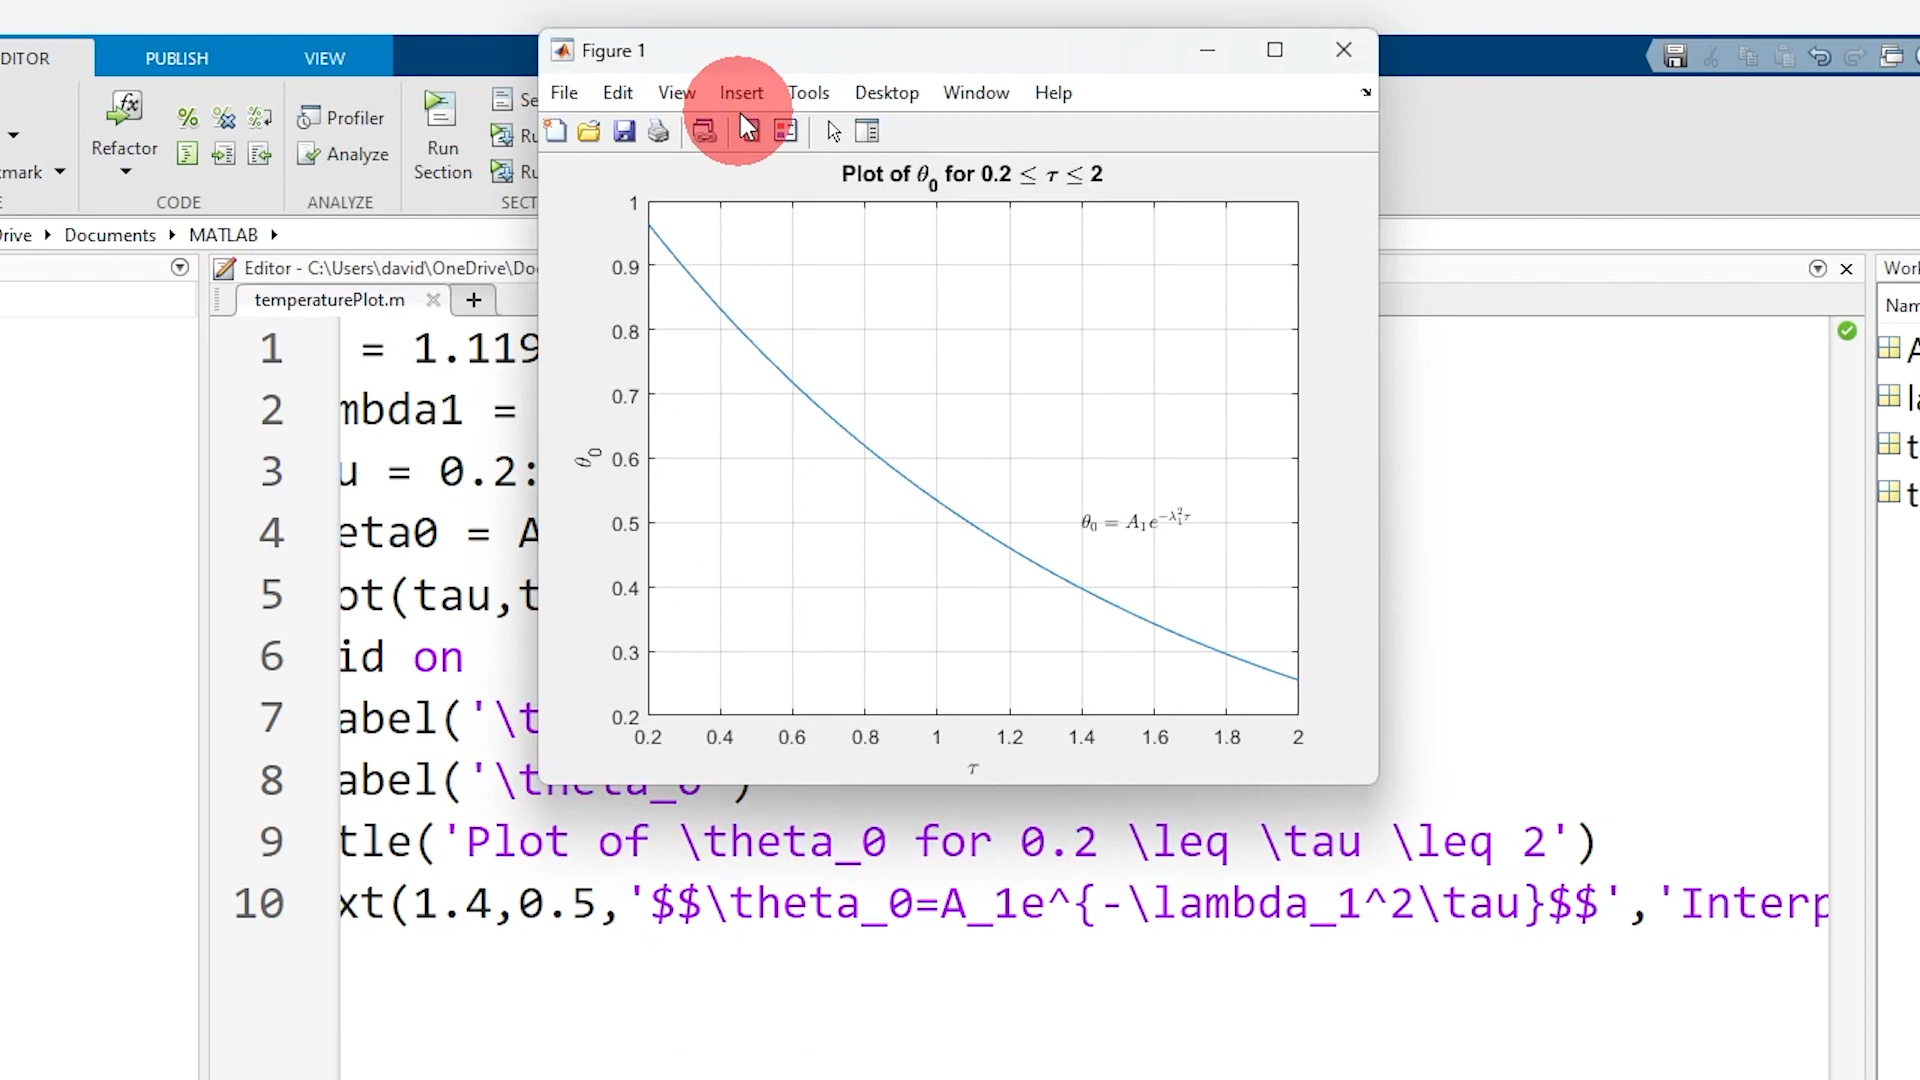 Figure 1
DITOR PUBLISH VIEW
File Edit View Insert Tools Desktop Window Help
Refactor
Profiler
Analyze
Run
Section
mark
CODE ANALYZE SECT
rive Documents MATLAB
Editor - C:\Users\david\OneDrive\Do
temperaturePlot.m
Plot of θ₀ for 0.2 ≤ τ ≤ 2
1
0.9
0.8
0.7
0.6
0.5
0.4
0.3
0.2
θ₀
θ₀ = A₁e^{-λ₁²τ}
0.2 0.4 0.6 0.8 1 1.2 1.4 1.6 1.8 2
τ
1 = 1.119
2 mbda1 =
3 u = 0.2:
4 eta0 = A
5 ot(tau,t
6 id on
7 abel('\t
8 abel('\theta_0')
9 tle('Plot of \theta_0 for 0.2 \leq \tau \leq 2')
10 xt(1.4,0.5,'$$\theta_0=A_1e^{-\lambda_1^2\tau}$$','Interp
Work
Nam
A
la
t
t